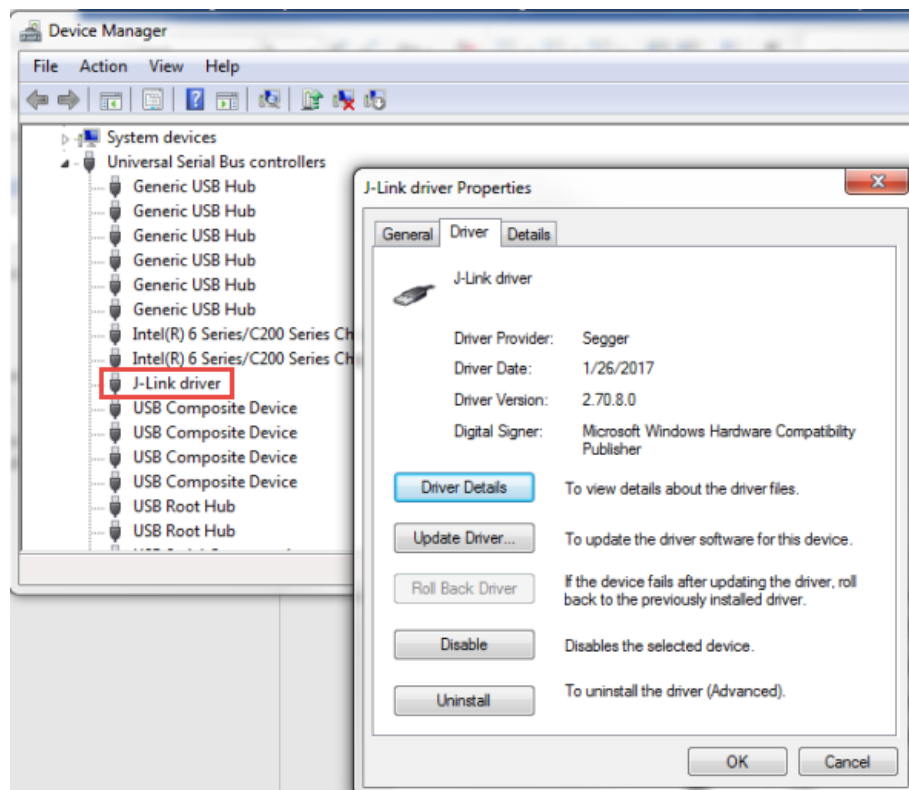 Device Manager
File Action View Help
System devices
Universal Serial Bus controllers
Generic USB Hub
Generic USB Hub
Generic USB Hub
Generic USB Hub
Generic USB Hub
Generic USB Hub
Intel(R) 6 Series/C200 Series Ch
Intel(R) 6 Series/C200 Series Ch
J-Link driver
USB Composite Device
USB Composite Device
USB Composite Device
USB Composite Device
USB Root Hub
USB Root Hub
J-Link driver Properties
General Driver Details
J-Link driver
Driver Provider: Segger
Driver Date: 1/26/2017
Driver Version: 2.70.8.0
Digital Signer: Microsoft Windows Hardware Compatibility
Publisher
Driver Details To view details about the driver files.
Update Driver... To update the driver software for this device.
Roll Back Driver If the device fails after updating the driver, roll
back to the previously installed driver.
Disable Disables the selected device.
Uninstall To uninstall the driver (Advanced).
OK Cancel